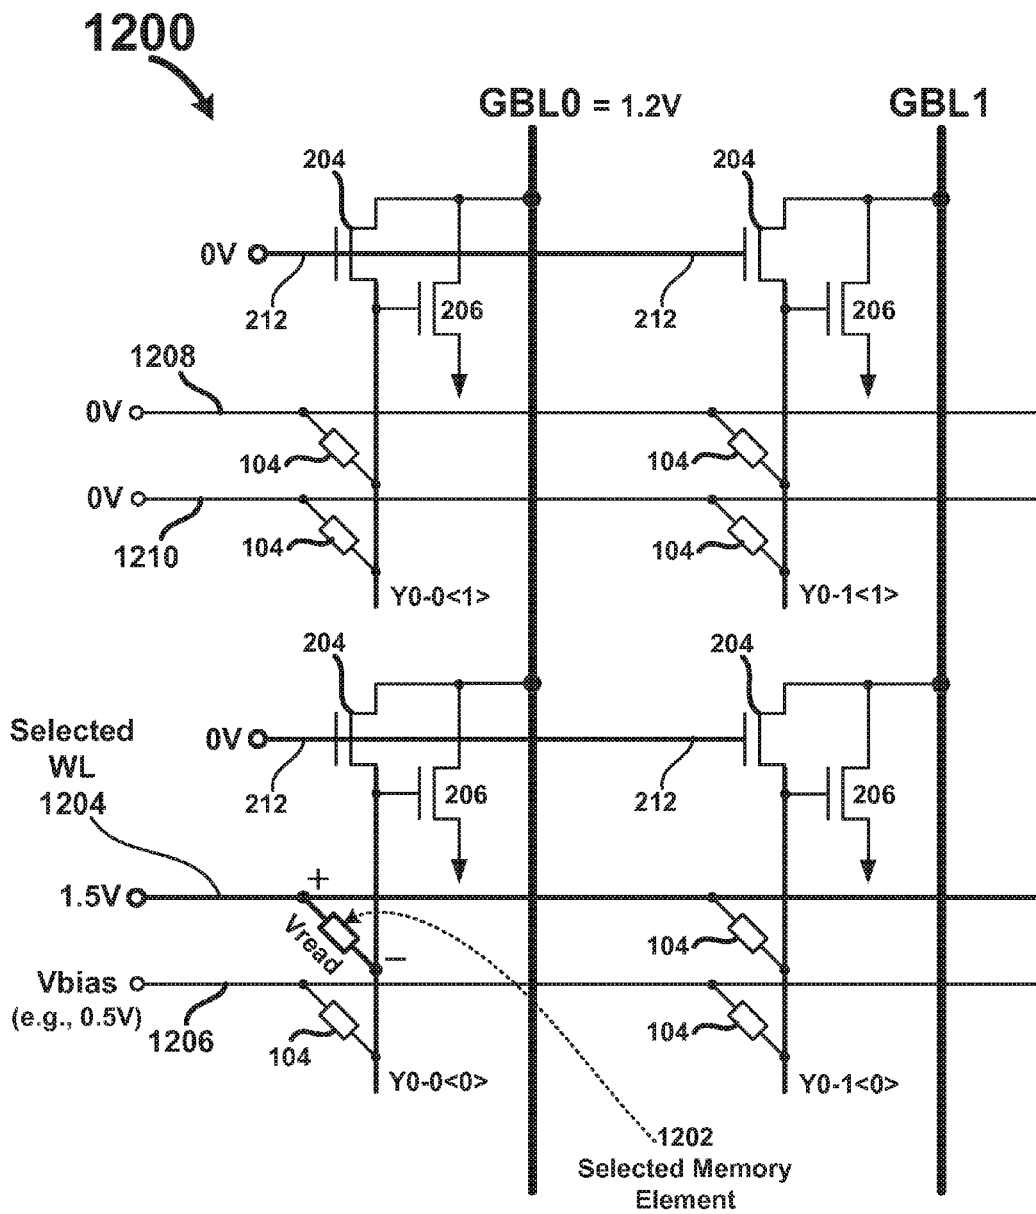 1200
GBL0 = 1.2V
GBL1
204
204
0V
212
206
212
206
1208
0V
104
104
0V
1210
104
104
Y0-0<1>
Y0-1<1>
204
204
Selected
WL
1204
0V
212
206
212
206
1.5V
+
Vread
–
104
Vbias
(e.g., 0.5V)
1206
104
104
Y0-0<0>
Y0-1<0>
1202
Selected Memory
Element